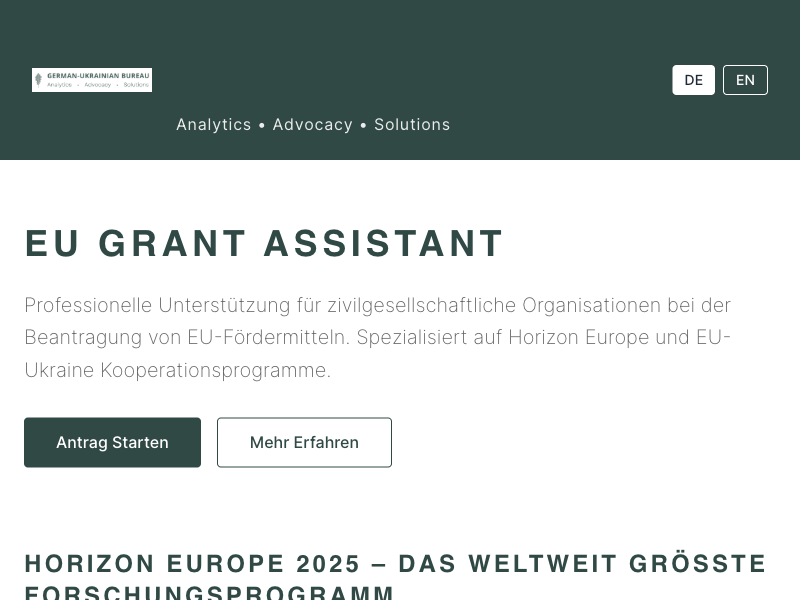 GERMAN-UKRAINIAN BUREAU
Analytics • Advocacy • Solutions
DE
EN
Analytics • Advocacy • Solutions
EU GRANT ASSISTANT
Professionelle Unterstützung für zivilgesellschaftliche Organisationen bei der
Beantragung von EU-Fördermitteln. Spezialisiert auf Horizon Europe und EU-
Ukraine Kooperationsprogramme.
Antrag Starten
Mehr Erfahren
HORIZON EUROPE 2025 – DAS WELTWEIT GRÖSSTE
FORSCHUNGSPROGRAMM